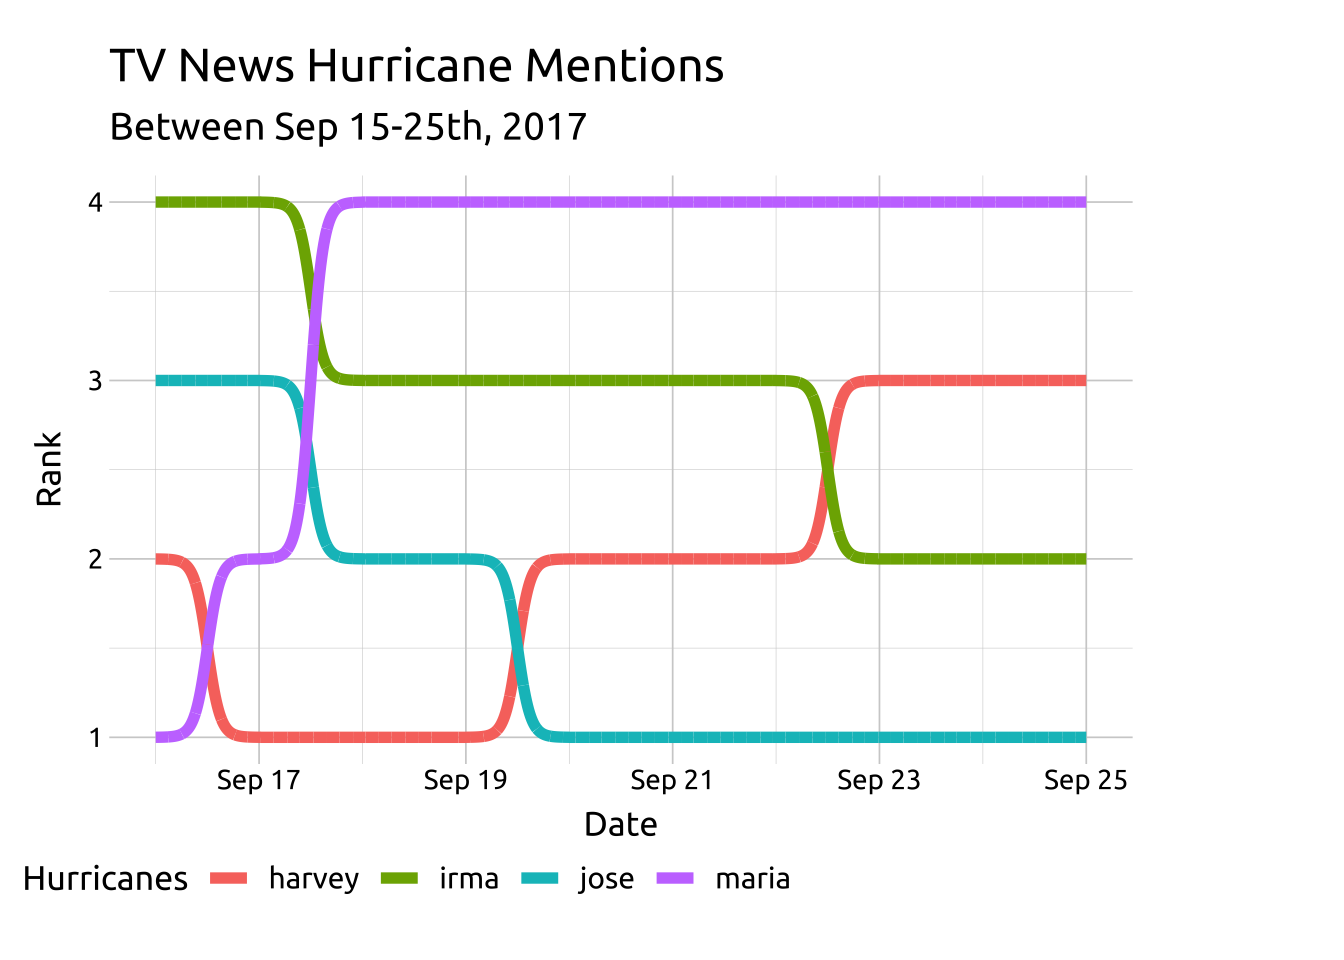 TV News Hurricane Mentions
Between Sep 15-25th, 2017
4
3
2
1
Rank
Sep 17 Sep 19 Sep 21 Sep 23 Sep 25
Date
Hurricanes harvey irma jose maria